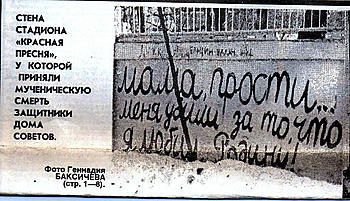 СТЕНА
СТАДИОНА
«КРАСНАЯ
ПРЕСНЯ»,
У КОТОРОЙ
ПРИНЯЛИ
МУЧЕНИЧЕСКУЮ
СМЕРТЬ
ЗАЩИТНИКИ
ДОМА
СОВЕТОВ.
Фото Геннадия
БАКСИЧЕВА
(стр. 1—8).
мама, прости...
меня убили за то, что
я любил Родину!